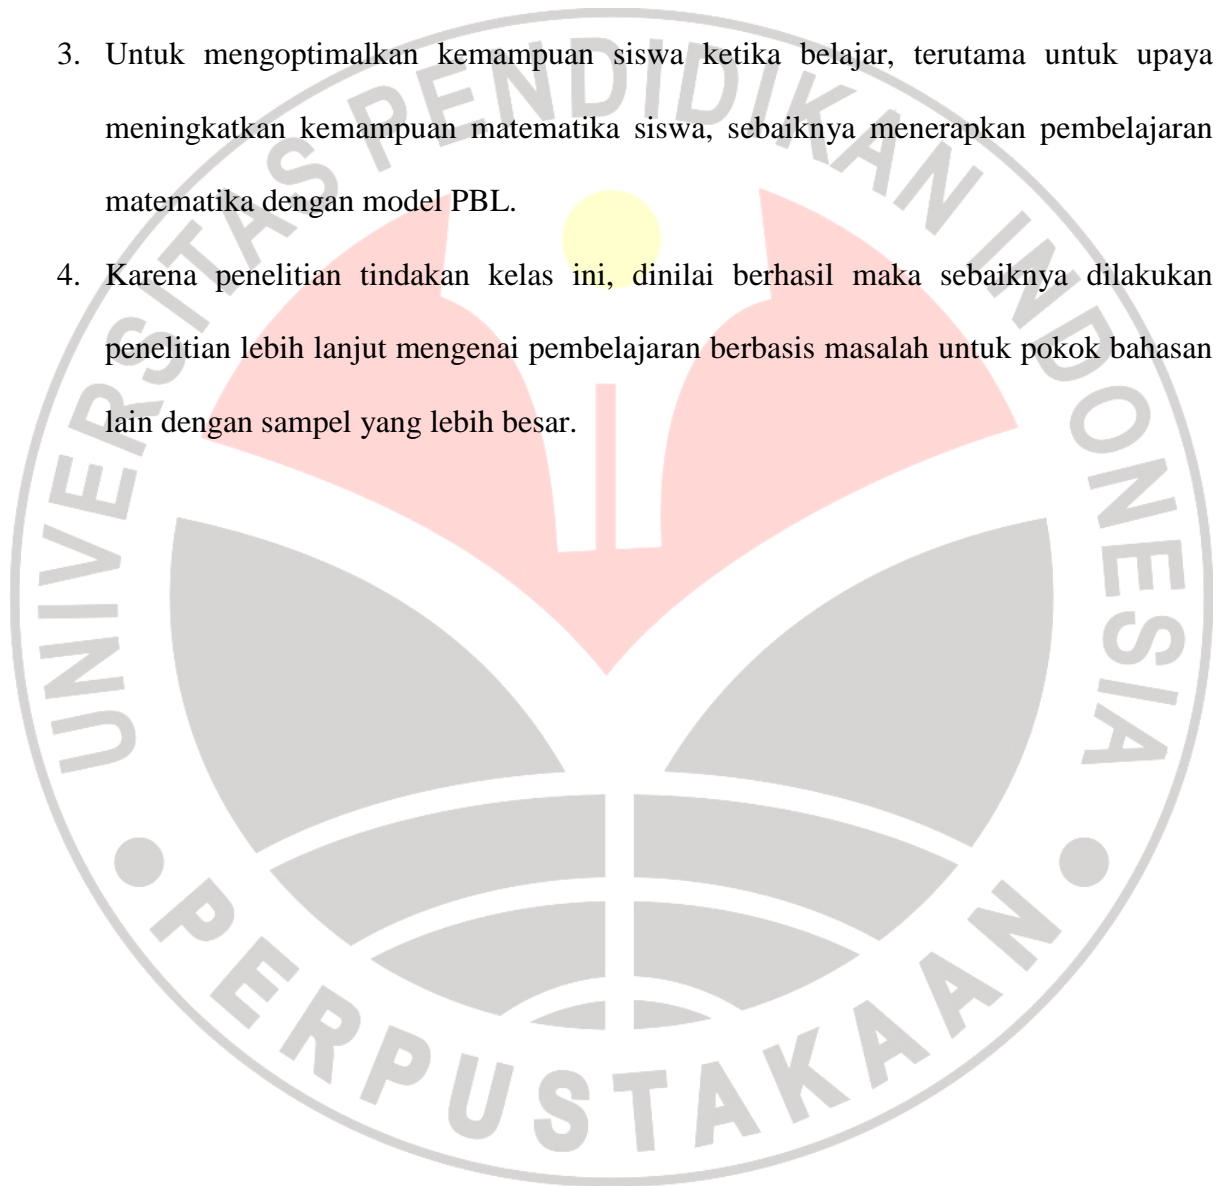 3. Untuk mengoptimalkan kemampuan siswa ketika belajar, terutama untuk upaya
meningkatkan kemampuan matematika siswa, sebaiknya menerapkan pembelajaran
matematika dengan model PBL.
4. Karena penelitian tindakan kelas ini, dinilai berhasil maka sebaiknya dilakukan
penelitian lebih lanjut mengenai pembelajaran berbasis masalah untuk pokok bahasan
lain dengan sampel yang lebih besar.
UNIVERSITAS PENDIDIKAN INDONESIA
PERPUSTAKAAN